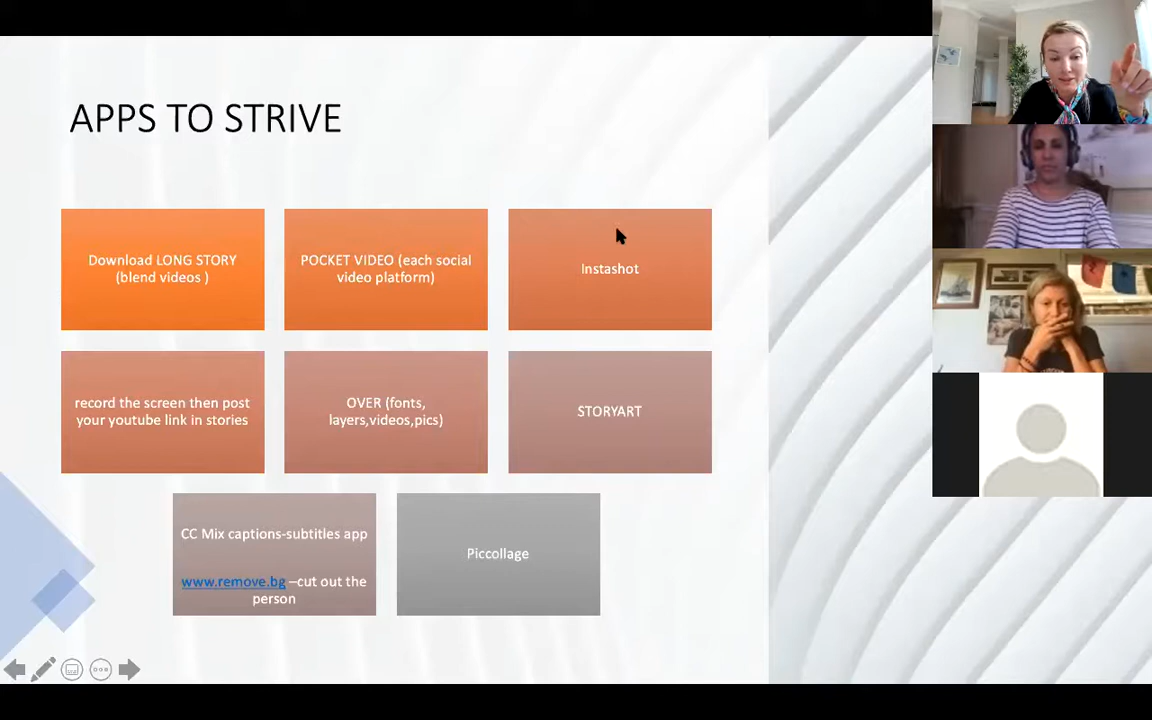 APPS TO STRIVE
Download LONG STORY
(blend videos )
POCKET VIDEO (each social
video platform)
Instashot
record the screen then post
your youtube link in stories
OVER (fonts,
layers,videos,pics)
STORYART
CC Mix captions-subtitles app
www.remove.bg –cut out the
person
Piccollage